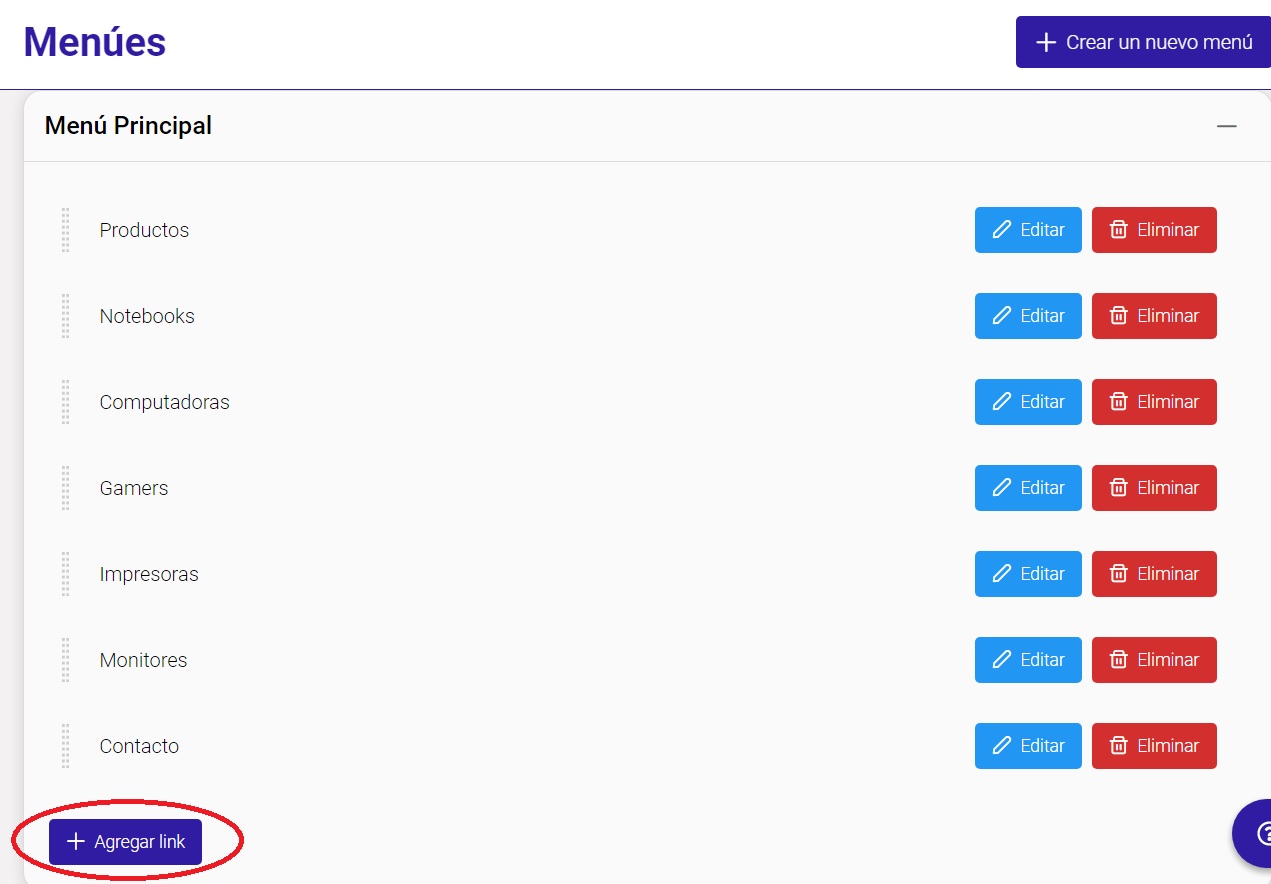 Menúes
Crear un nuevo menú
Menú Principal
Productos Editar Eliminar
Notebooks Editar Eliminar
Computadoras Editar Eliminar
Gamers Editar Eliminar
Impresoras Editar Eliminar
Monitores Editar Eliminar
Contacto Editar Eliminar
Agregar link